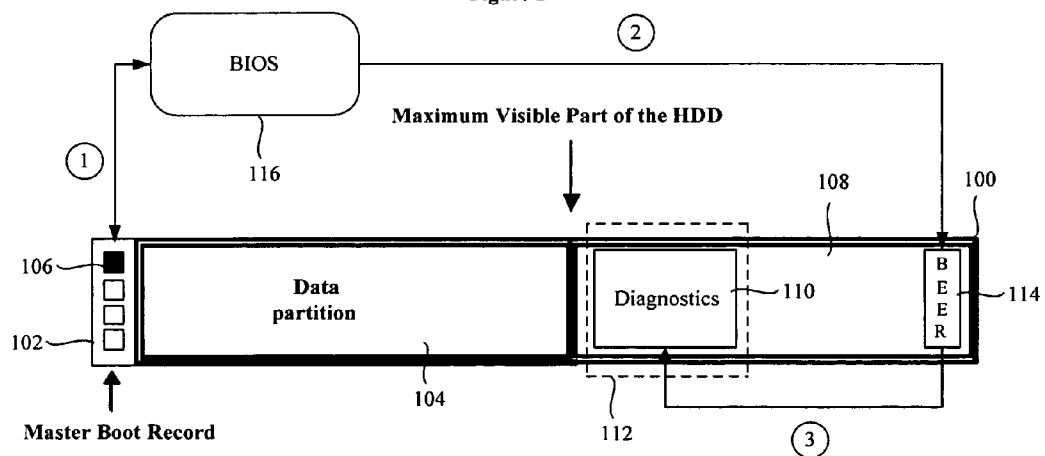 2
BIOS
Maximum Visible Part of the HDD
1
116
108
100
106
B
E
E
R
Data
partition
Diagnostics
110
114
102
104
112
Master Boot Record
3